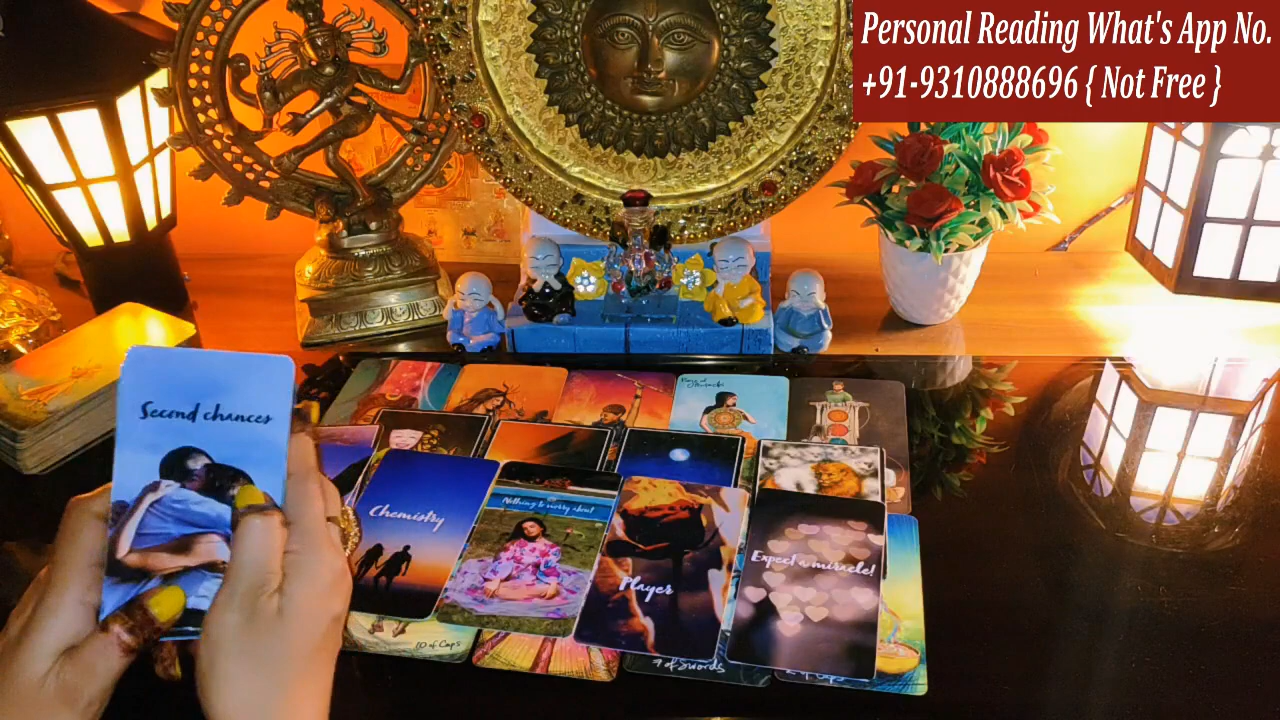 Personal Reading What's App No.
+91-9310888696 { Not Free }
Second chances
Chemistry
Nothing to worry about
Player
Expect a miracle!
10 of Cups
9 of Swords